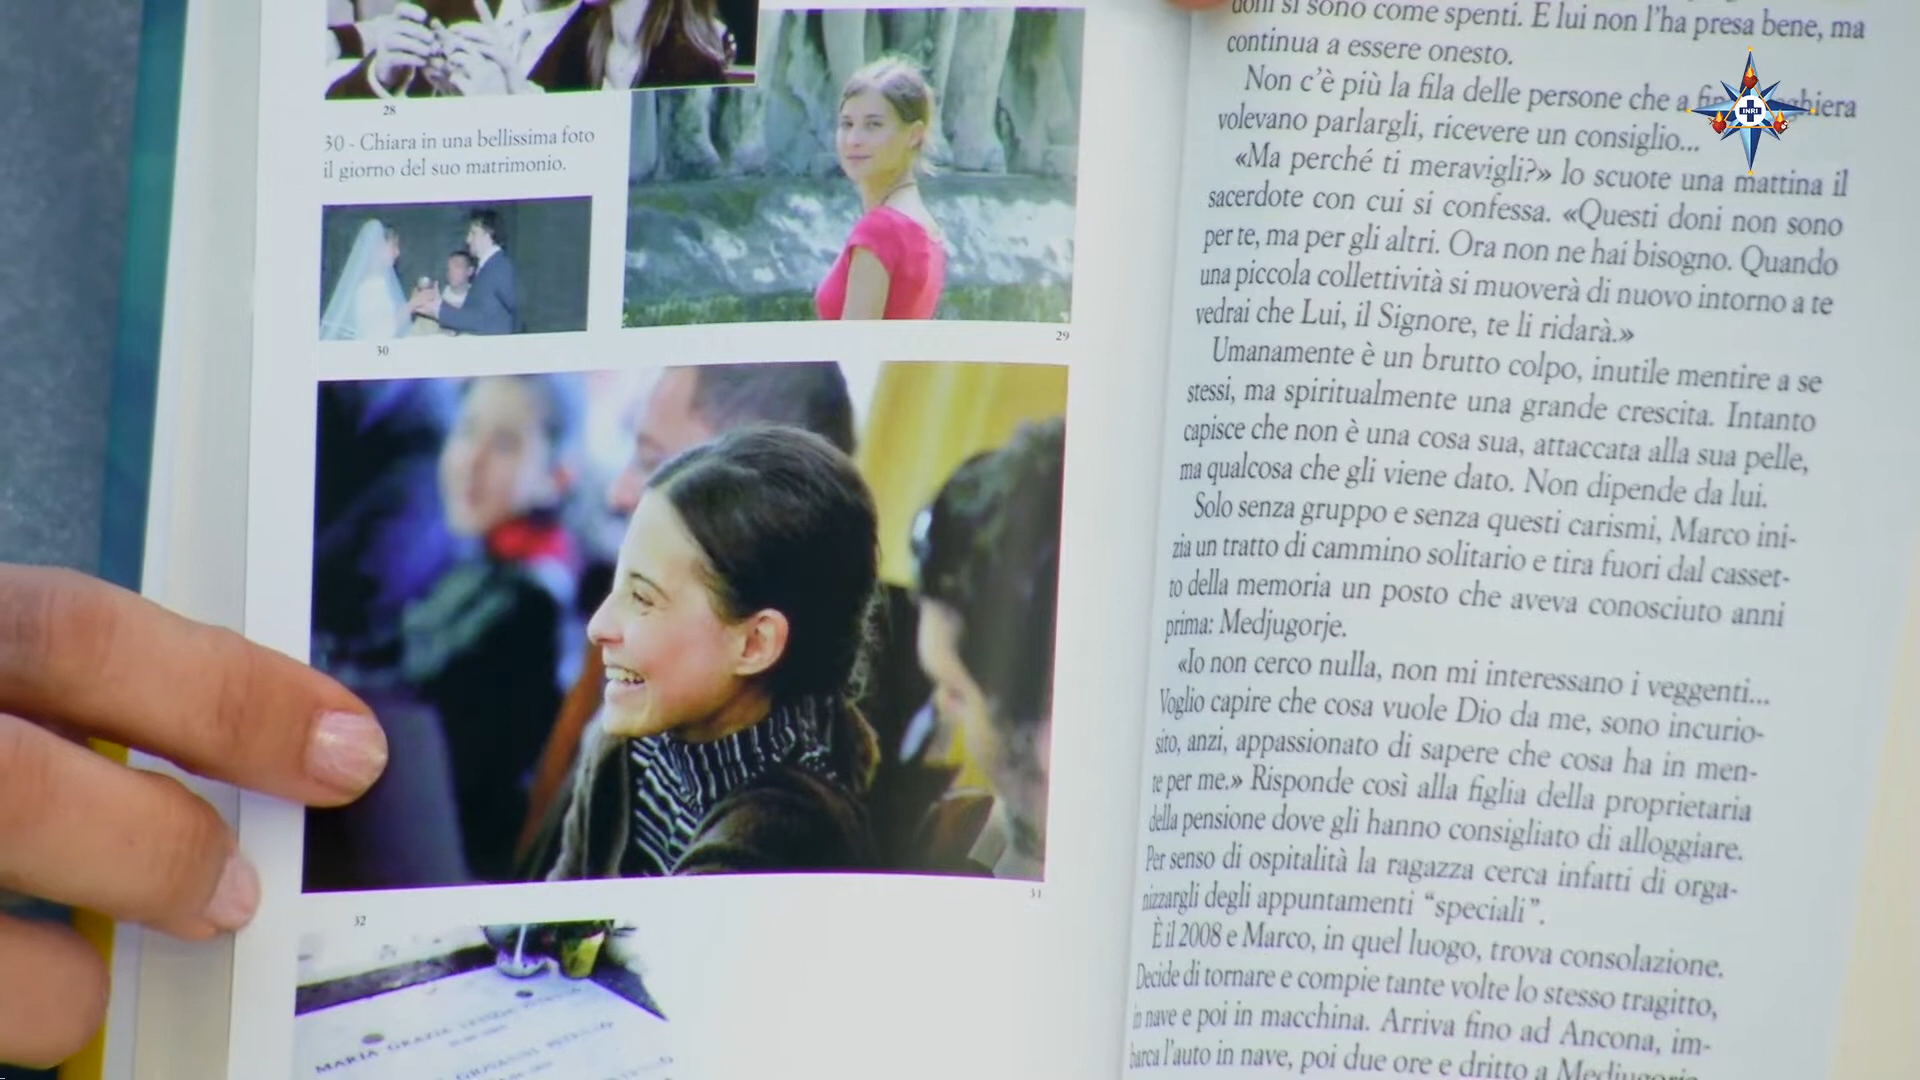 28
30 - Chiara in una bellissima foto
il giorno del suo matrimonio.
30
29
31
32
MARIA GRAZIA
GIOVANNI
doni si sono come spenti. E lui non l'ha presa bene, ma
continua a essere onesto.
Non c'è più la fila delle persone che a fine preghiera
volevano parlargli, ricevere un consiglio...
«Ma perché ti meravigli?» lo scuote una mattina il
sacerdote con cui si confessa. «Questi doni non sono
per te, ma per gli altri. Ora non ne hai bisogno. Quando
una piccola collettività si muoverà di nuovo intorno a te
vedrai che Lui, il Signore, te li ridarà.»
Umanamente è un brutto colpo, inutile mentire a se
stessi, ma spiritualmente una grande crescita. Intanto
capisce che non è una cosa sua, attaccata alla sua pelle,
ma qualcosa che gli viene dato. Non dipende da lui.
Solo senza gruppo e senza questi carismi, Marco ini-
zia un tratto di cammino solitario e tira fuori dal casset-
to della memoria un posto che aveva conosciuto anni
prima: Medjugorje.
«Io non cerco nulla, non mi interessano i veggenti...
Voglio capire che cosa vuole Dio da me, sono incurio-
sito, anzi, appassionato di sapere che cosa ha in men-
te per me.» Risponde così alla figlia della proprietaria
della pensione dove gli hanno consigliato di alloggiare.
Per senso di ospitalità la ragazza cerca infatti di orga-
nizzargli degli appuntamenti “speciali”.
È il 2008 e Marco, in quel luogo, trova consolazione.
Decide di tornare e compie tante volte lo stesso tragitto,
in nave e poi in macchina. Arriva fino ad Ancona, im-
barca l'auto in nave, poi due ore e dritto a Medjugorje
INRI